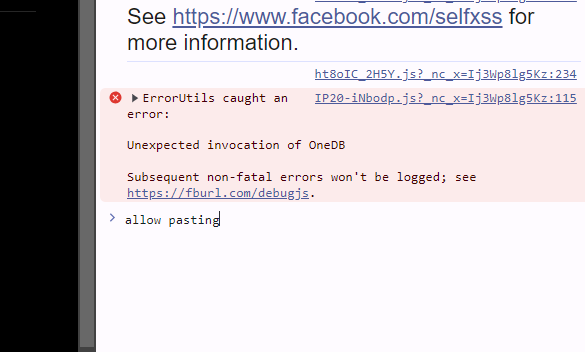 See https://www.facebook.com/selfxss for
more information.
ht8oIC_2H5Y.js?_nc_x=Ij3Wp8lg5Kz:234
ErrorUtils caught an IP20-iNbodp.js?_nc_x=Ij3Wp8lg5Kz:115
error:
Unexpected invocation of OneDB
Subsequent non-fatal errors won't be logged; see
https://fburl.com/debugjs.
> allow pasting